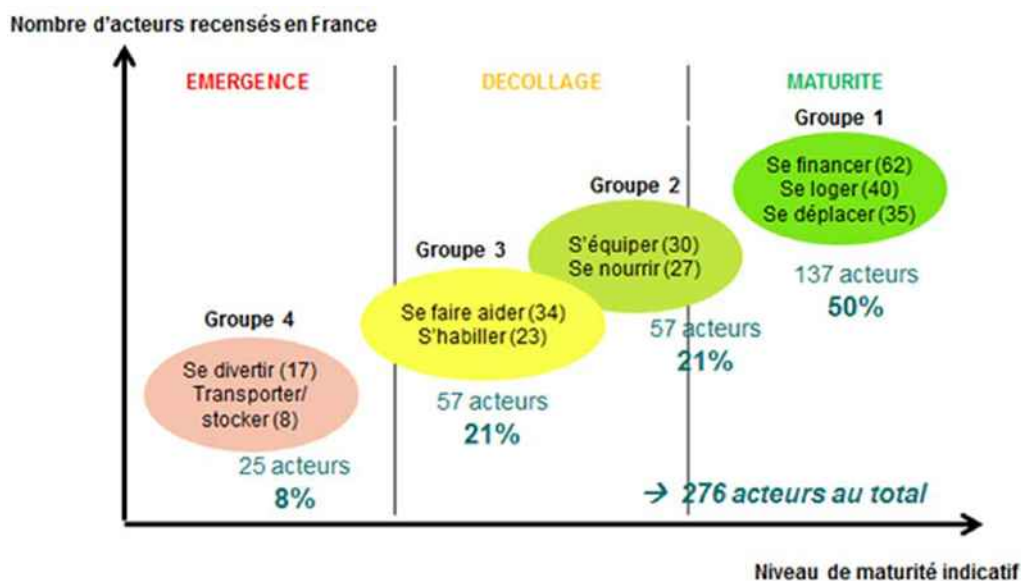 Nombre d'acteurs recensés en France
EMERGENCE
DECOLLAGE
MATURITE
Groupe 1
Se financer (62)
Se loger (40)
Se déplacer (35)
137 acteurs
50%
Groupe 2
S'équiper (30)
Se nourrir (27)
57 acteurs
21%
Groupe 3
Se faire aider (34)
S'habiller (23)
57 acteurs
21%
Groupe 4
Se divertir (17)
Transporter/
stocker (8)
25 acteurs
8%
→ 276 acteurs au total
Niveau de maturité indicatif